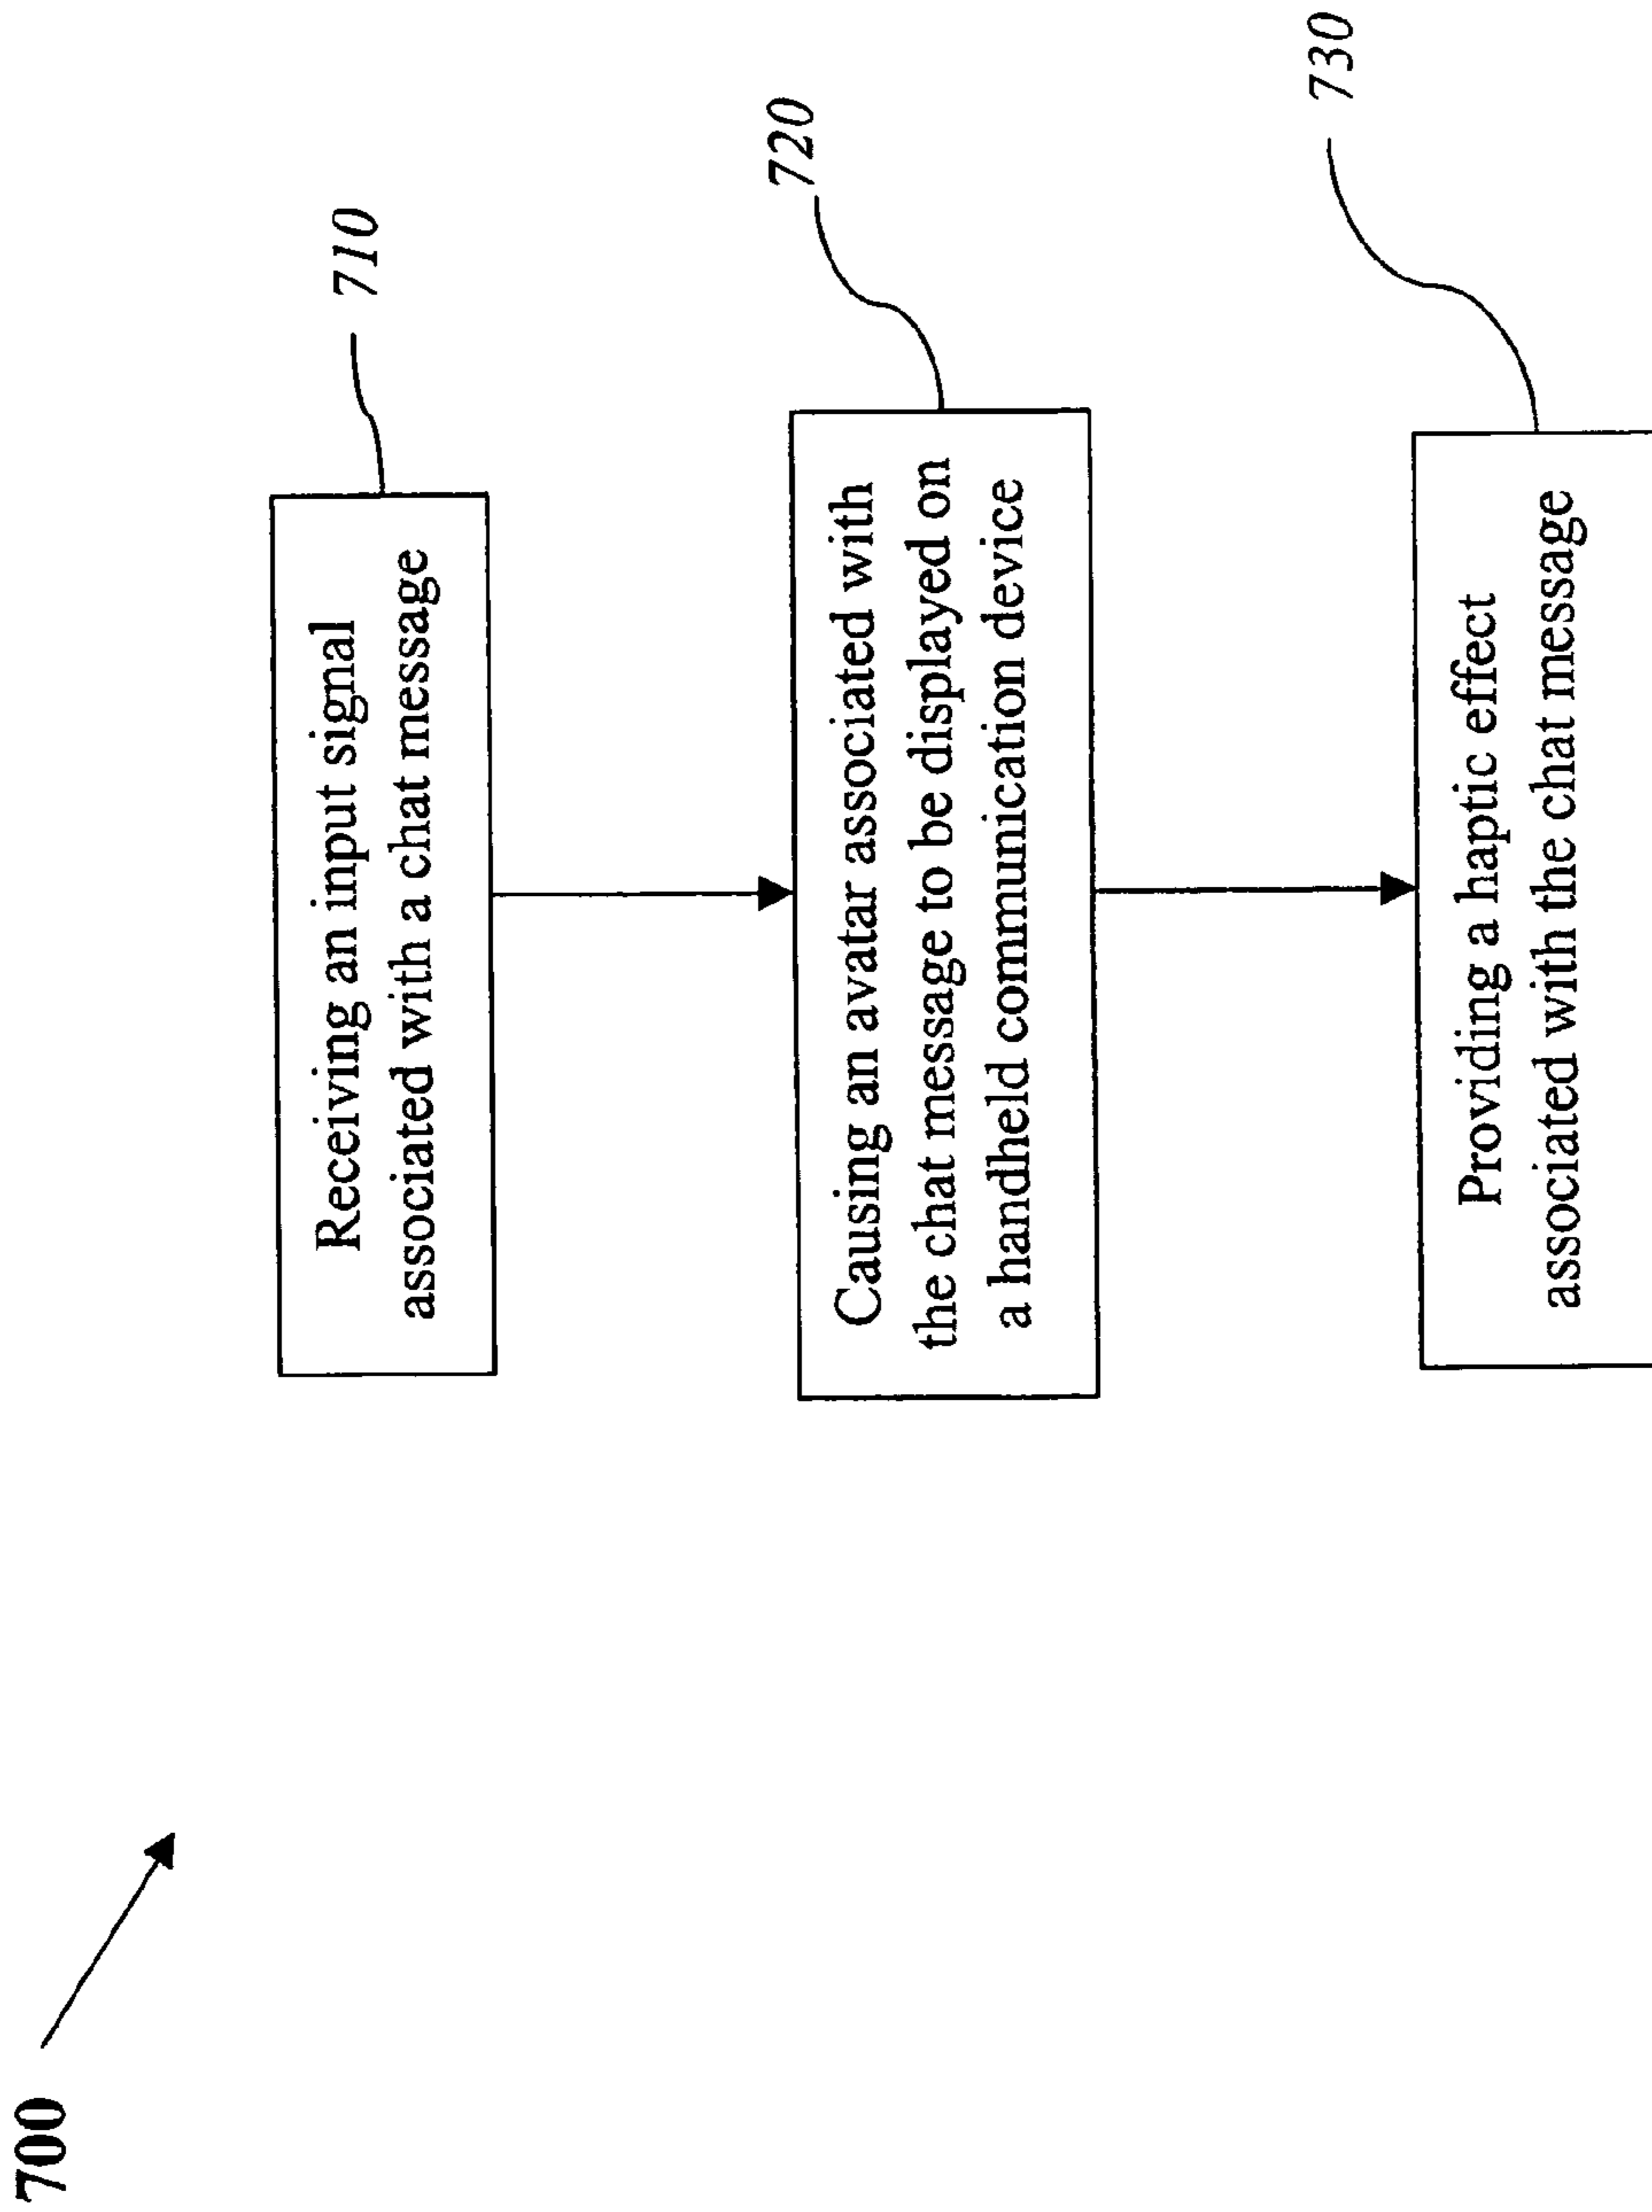 700
710
Receiving an input signal
associated with a chat message
720
Causing an avatar associated with
the chat message to be displayed on
a handheld communication device
730
Providing a haptic effect
associated with the chat message